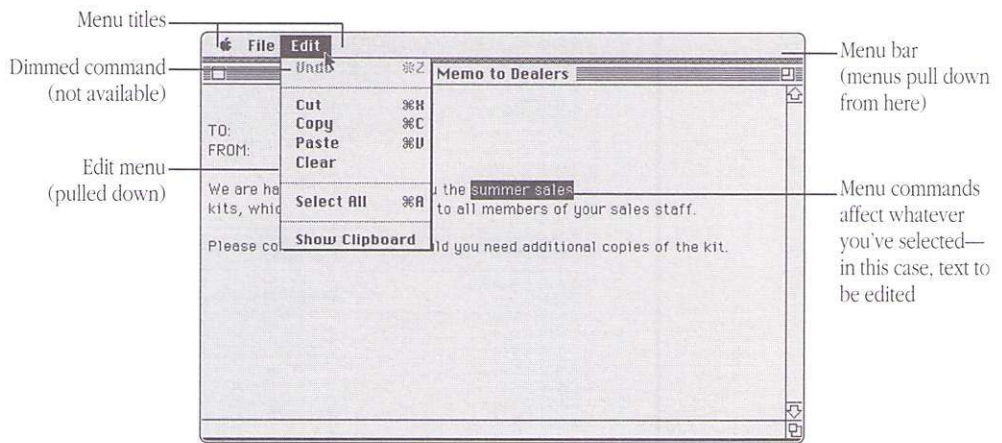 Menu titles
File Edit
Dimmed command
(not available)
Undo ⌘Z
Memo to Dealers
Menu bar
(menus pull down
from here)
Cut ⌘X
Copy ⌘C
Paste ⌘V
Clear
Select All ⌘A
Show Clipboard
TO:
FROM:
Edit menu
(pulled down)
We are ha u the summer sales
kits, whic to all members of your sales staff.
Please co ld you need additional copies of the kit.
Menu commands
affect whatever
you've selected—
in this case, text to
be edited